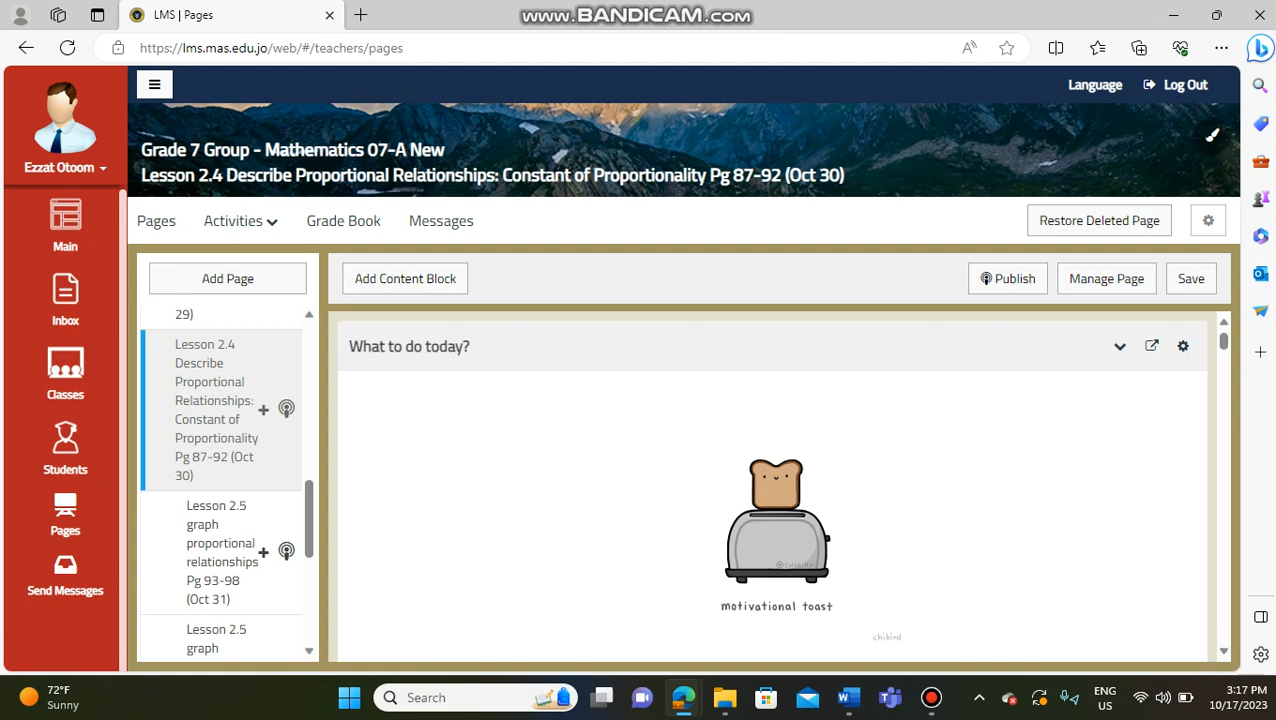 LMS | Pages
www.BANDICAM.com
https://lms.mas.edu.jo/web/#/teachers/pages
Language
Log Out
Ezzat Otoom
Grade 7 Group - Mathematics 07-A New
Lesson 2.4 Describe Proportional Relationships: Constant of Proportionality Pg 87-92 (Oct 30)
Pages
Activities
Grade Book
Messages
Restore Deleted Page
Main
Inbox
Classes
Students
Pages
Send Messages
Add Page
29)
Lesson 2.4
Describe
Proportional
Relationships:
Constant of
Proportionality
Pg 87-92 (Oct
30)
Lesson 2.5
graph
proportional
relationships
Pg 93-98
(Oct 31)
Lesson 2.5
graph
Add Content Block
Publish
Manage Page
Save
What to do today?
©CHIBIRD
motivational toast
chibird
72°F
Sunny
Search
ENG
US
3:17 PM
10/17/2023